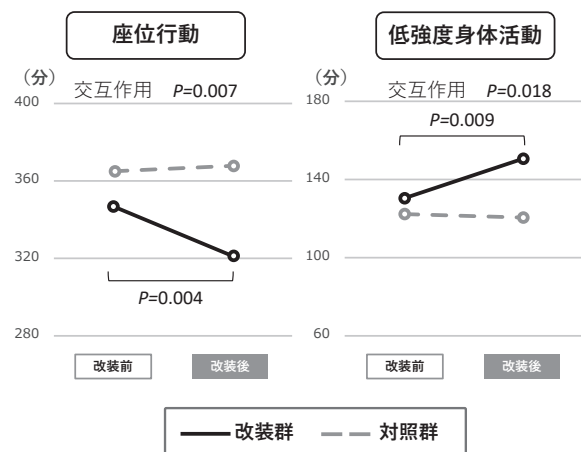 座位行動
低強度身体活動
（分）
交互作用 P=0.007
400
360
320
280
P=0.004
改装前
改装後
（分）
交互作用 P=0.018
P=0.009
180
140
100
60
改装前
改装後
改装群
対照群